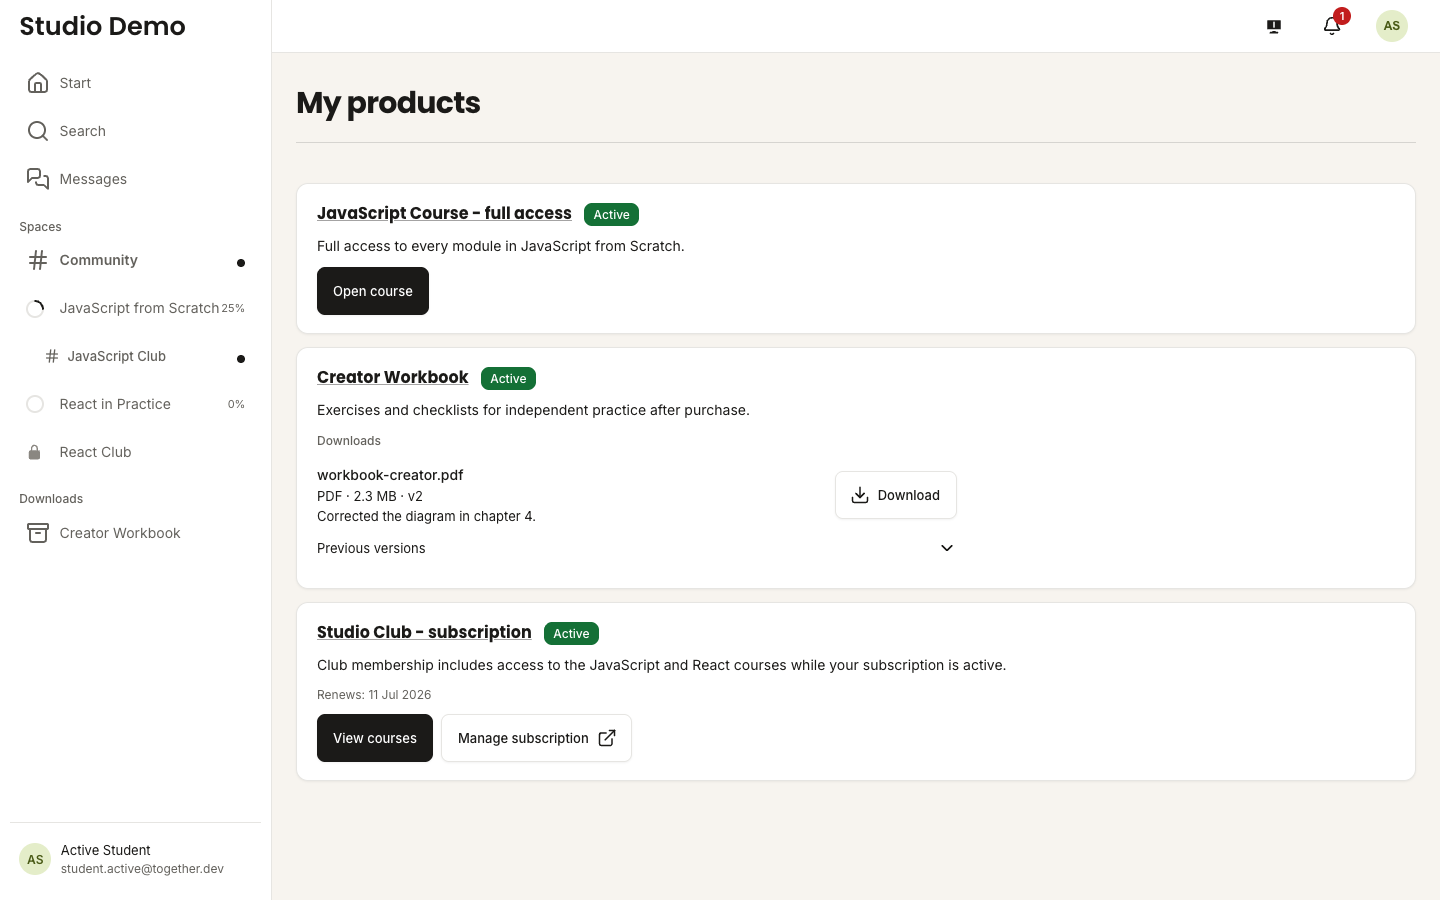 Studio Demo
Start
Search
Messages
Spaces
Community
JavaScript from Scratch 25%
JavaScript Club
React in Practice 0%
React Club
Downloads
Creator Workbook
AS
Active Student
student.active@together.dev
1
AS
My products
JavaScript Course - full access Active
Full access to every module in JavaScript from Scratch.
Open course
Creator Workbook Active
Exercises and checklists for independent practice after purchase.
Downloads
workbook-creator.pdf
PDF · 2.3 MB · v2
Corrected the diagram in chapter 4.
Download
Previous versions
Studio Club - subscription Active
Club membership includes access to the JavaScript and React courses while your subscription is active.
Renews: 11 Jul 2026
View courses Manage subscription